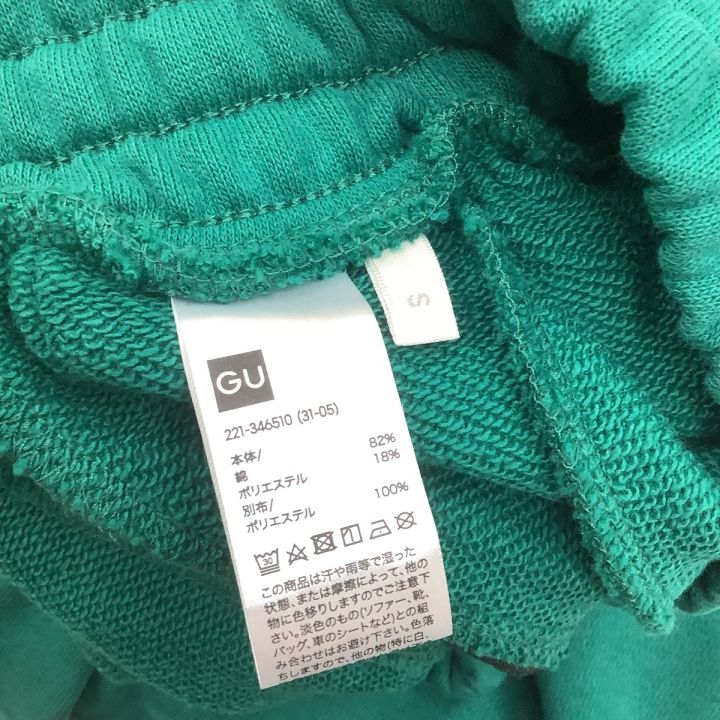 S
GU
221-346510 (31-05)
本体/
綿 82%
ポリエステル 18%
別布/
ポリエステル 100%
30
この商品は汗や雨等で湿った
状態、または摩擦によって、他の
物に色移りしますのでご注意下
さい。淡色のもの(ソファー、靴、
バッグ、車のシートなど)との組
み合わせはお避け下さい。色落
ちしますので、他の物(特に白、